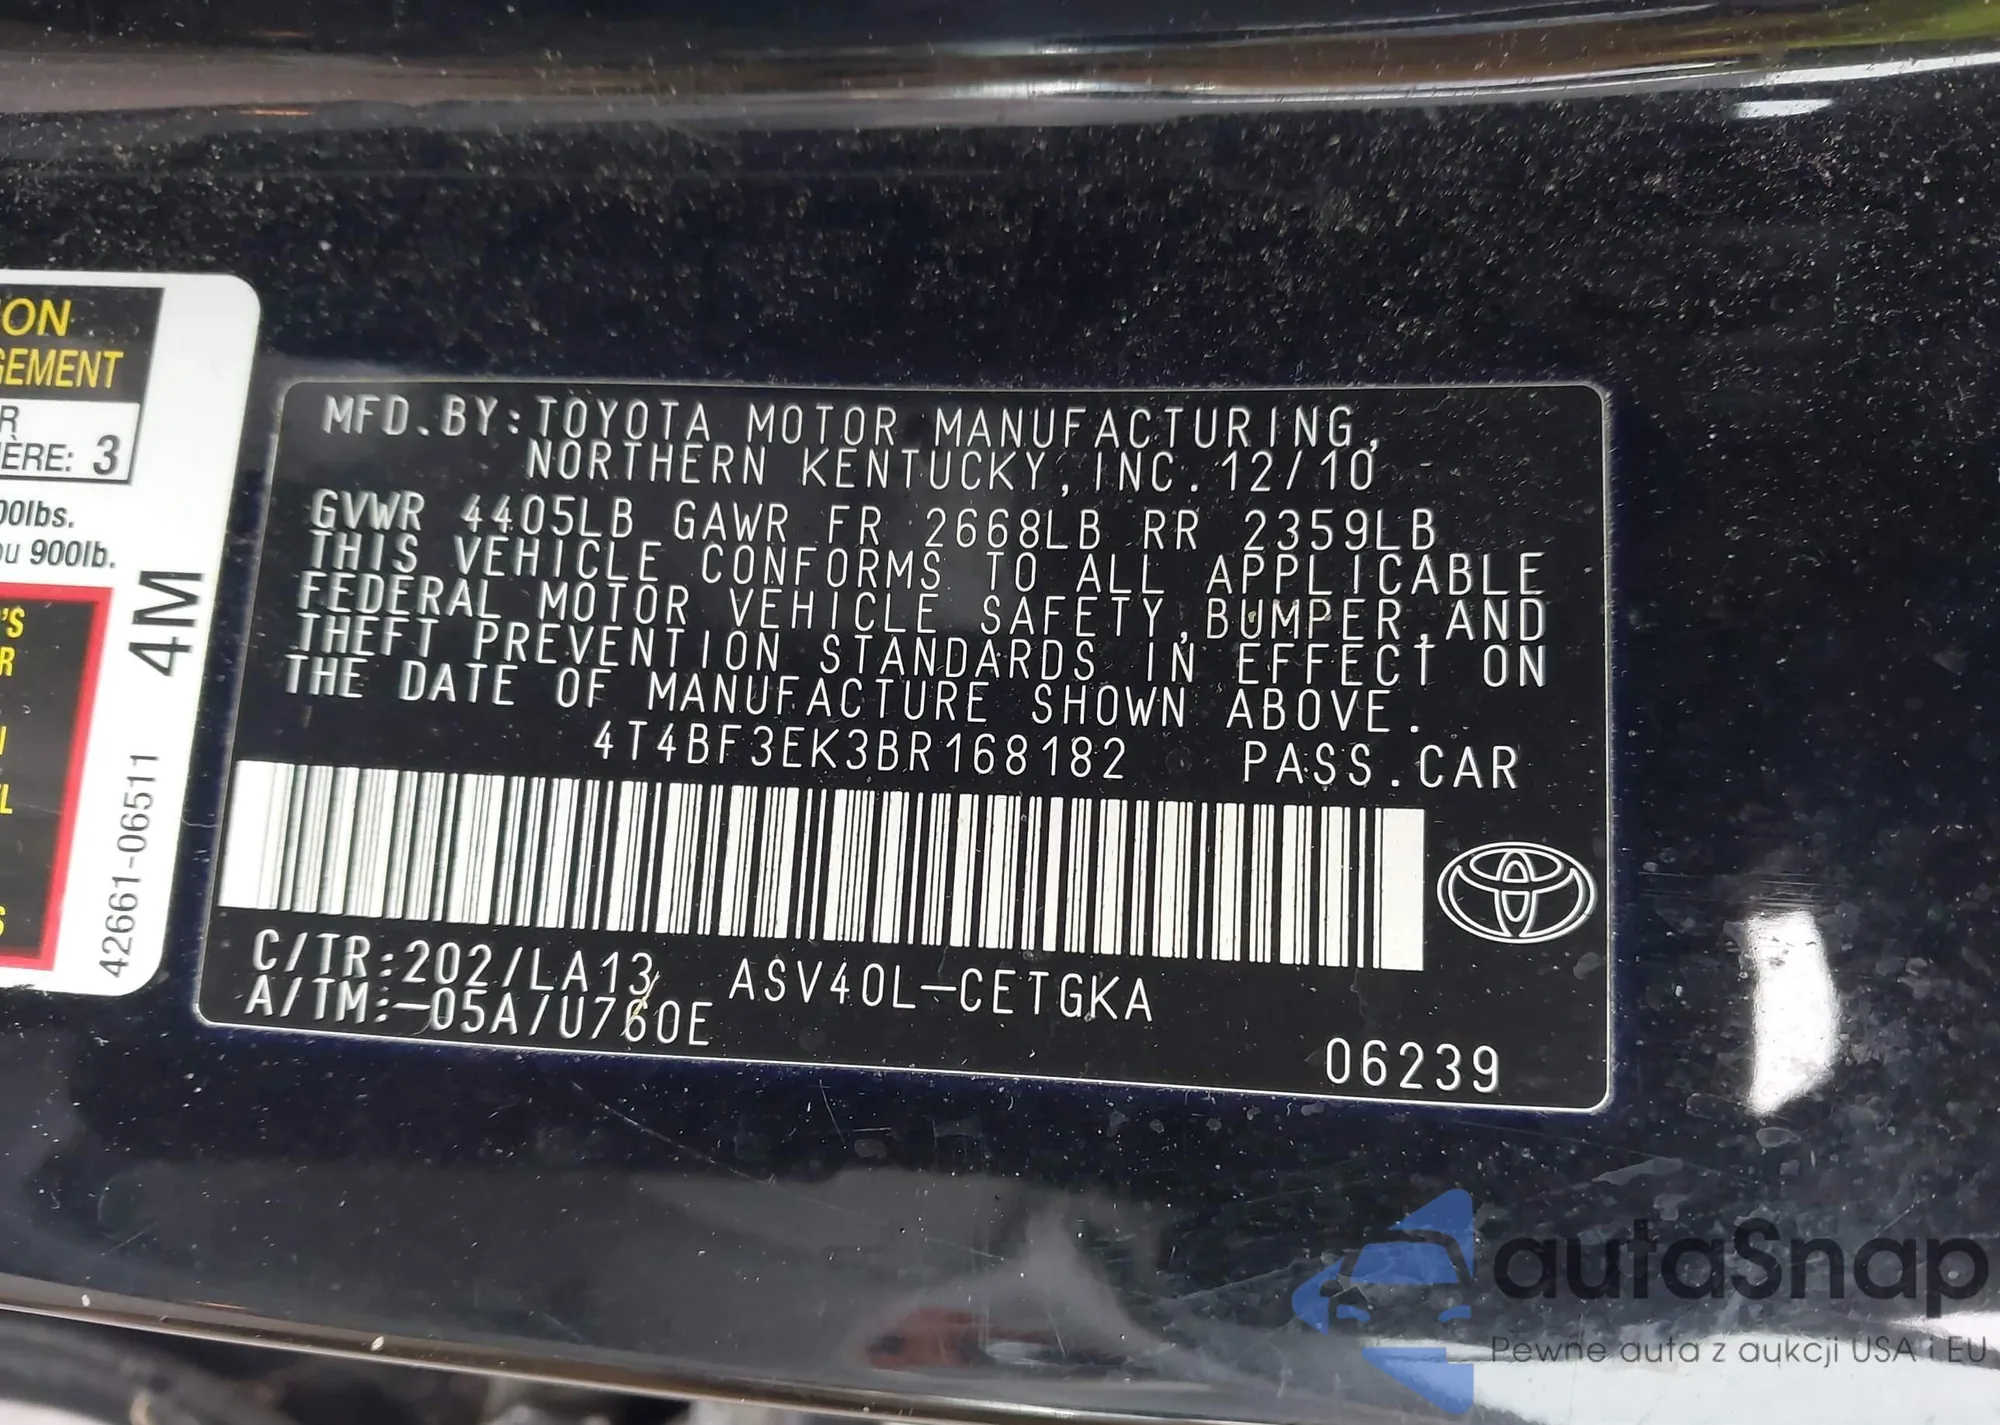 ON
GEMENT
R
IÈRE: 3
00lbs.
ou 900lb.
'S
R
4M
42661-06511
MFD.BY:TOYOTA MOTOR MANUFACTURING,
NORTHERN KENTUCKY,INC.12/10
GVWR 4405LB GAWR FR 2668LB RR 2359LB
THIS VEHICLE CONFORMS TO ALL APPLICABLE
FEDERAL MOTOR VEHICLE SAFETY,BUMPER,AND
THEFT PREVENTION STANDARDS IN EFFECT ON
THE DATE OF MANUFACTURE SHOWN ABOVE.
4T4BF3EK3BR168182 PASS.CAR
C/TR:202/LA13 ASV40L-CETGKA
A/TM:-05A/U760E
06239
autaSnap
Pewne auta z aukcji USA i EU